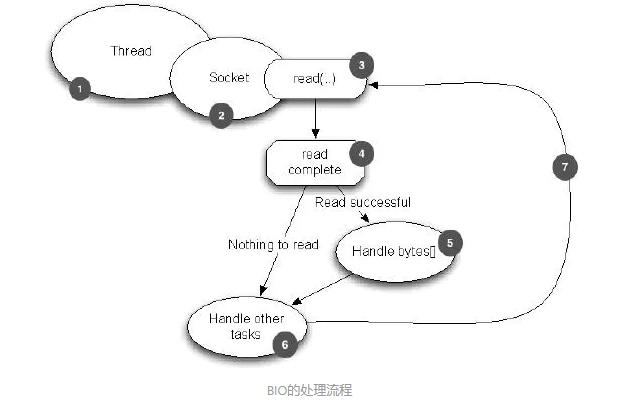 Thread
1
Socket
2
read(..)
3
read
complete
4
Read successful
Nothing to read
Handle bytes[]
5
Handle other
tasks
6
7
BIO的处理流程